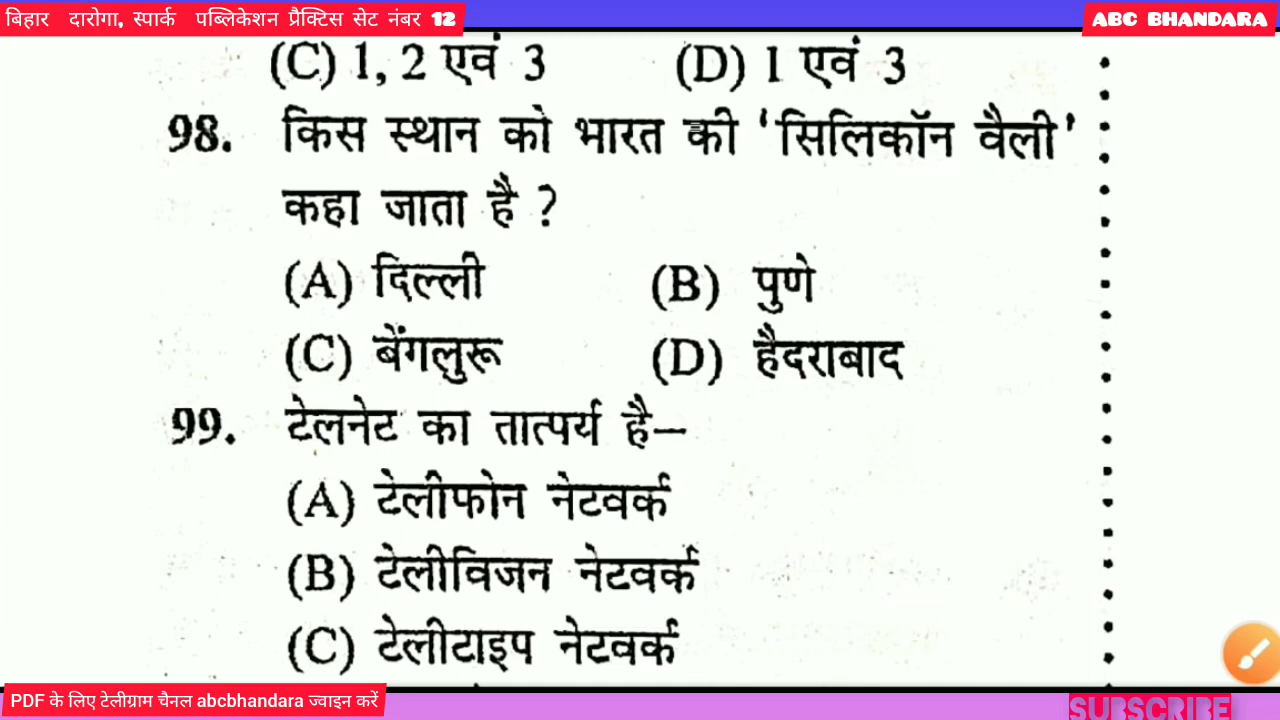 बिहार दारोगा, स्पार्क पब्लिकेशन प्रैक्टिस सेट नंबर 12
ABC BHANDARA
(C) 1, 2 एवं 3 (D) 1 एवं 3
98. किस स्थान को भारत की 'सिलिकॉन वैली'
कहा जाता है ?
(A) दिल्ली (B) पुणे
(C) बेंगलुरू (D) हैदराबाद
99. टेलनेट का तात्पर्य है—
(A) टेलीफोन नेटवर्क
(B) टेलीविजन नेटवर्क
(C) टेलीटाइप नेटवर्क
PDF के लिए टेलीग्राम चैनल abcbhandara ज्वाइन करें
SUBSCRIBE